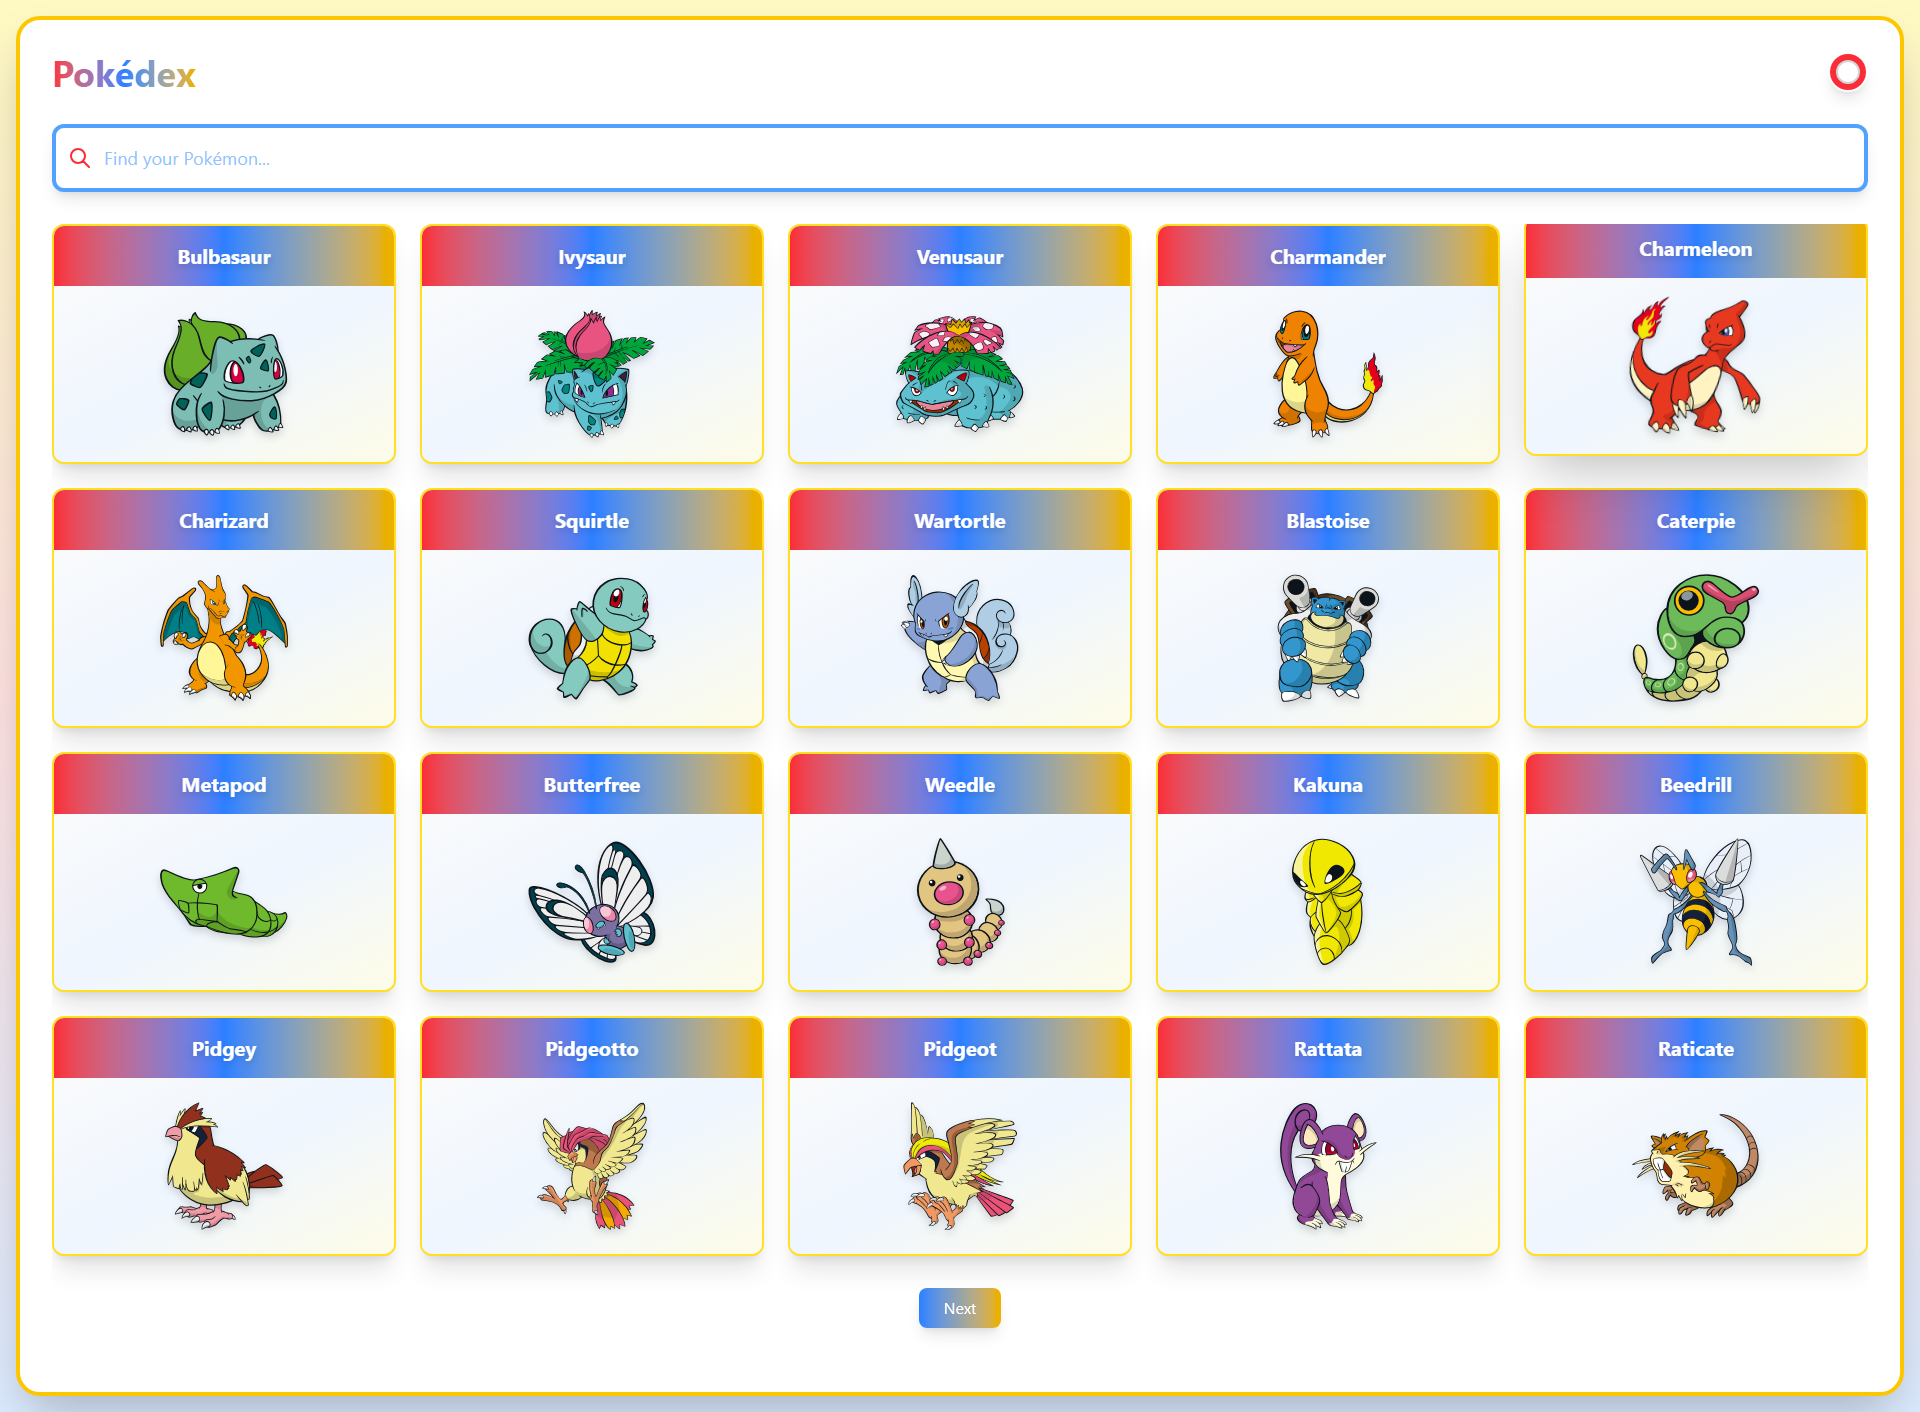 Pokédex
Find your Pokémon...
Bulbasaur
Ivysaur
Venusaur
Charmander
Charmeleon
Charizard
Squirtle
Wartortle
Blastoise
Caterpie
Metapod
Butterfree
Weedle
Kakuna
Beedrill
Pidgey
Pidgeotto
Pidgeot
Rattata
Raticate
Next